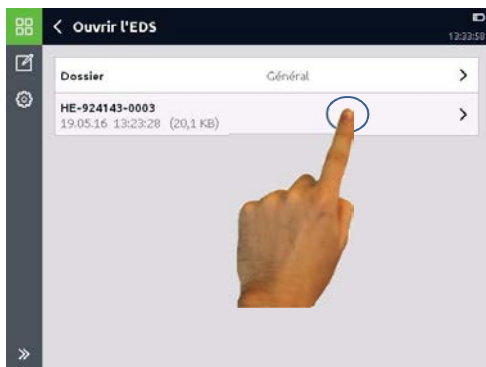 Ouvrir l'EDS
13:33:58
Dossier Général
HE-924143-0003
19.05.16 13:23:28 (20,1 KB)